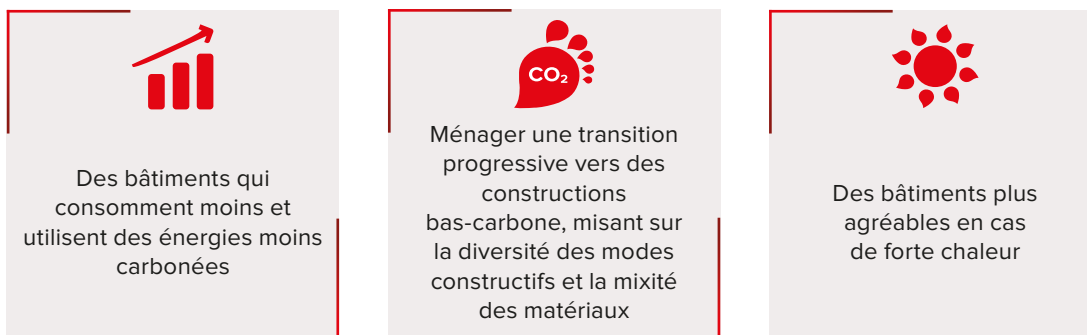 Des bâtiments qui
consomment moins et
utilisent des énergies moins
carbonées
CO₂
Ménager une transition
progressive vers des
constructions
bas-carbone, misant sur
la diversité des modes
constructifs et la mixité
des matériaux
Des bâtiments plus
agréables en cas
de forte chaleur